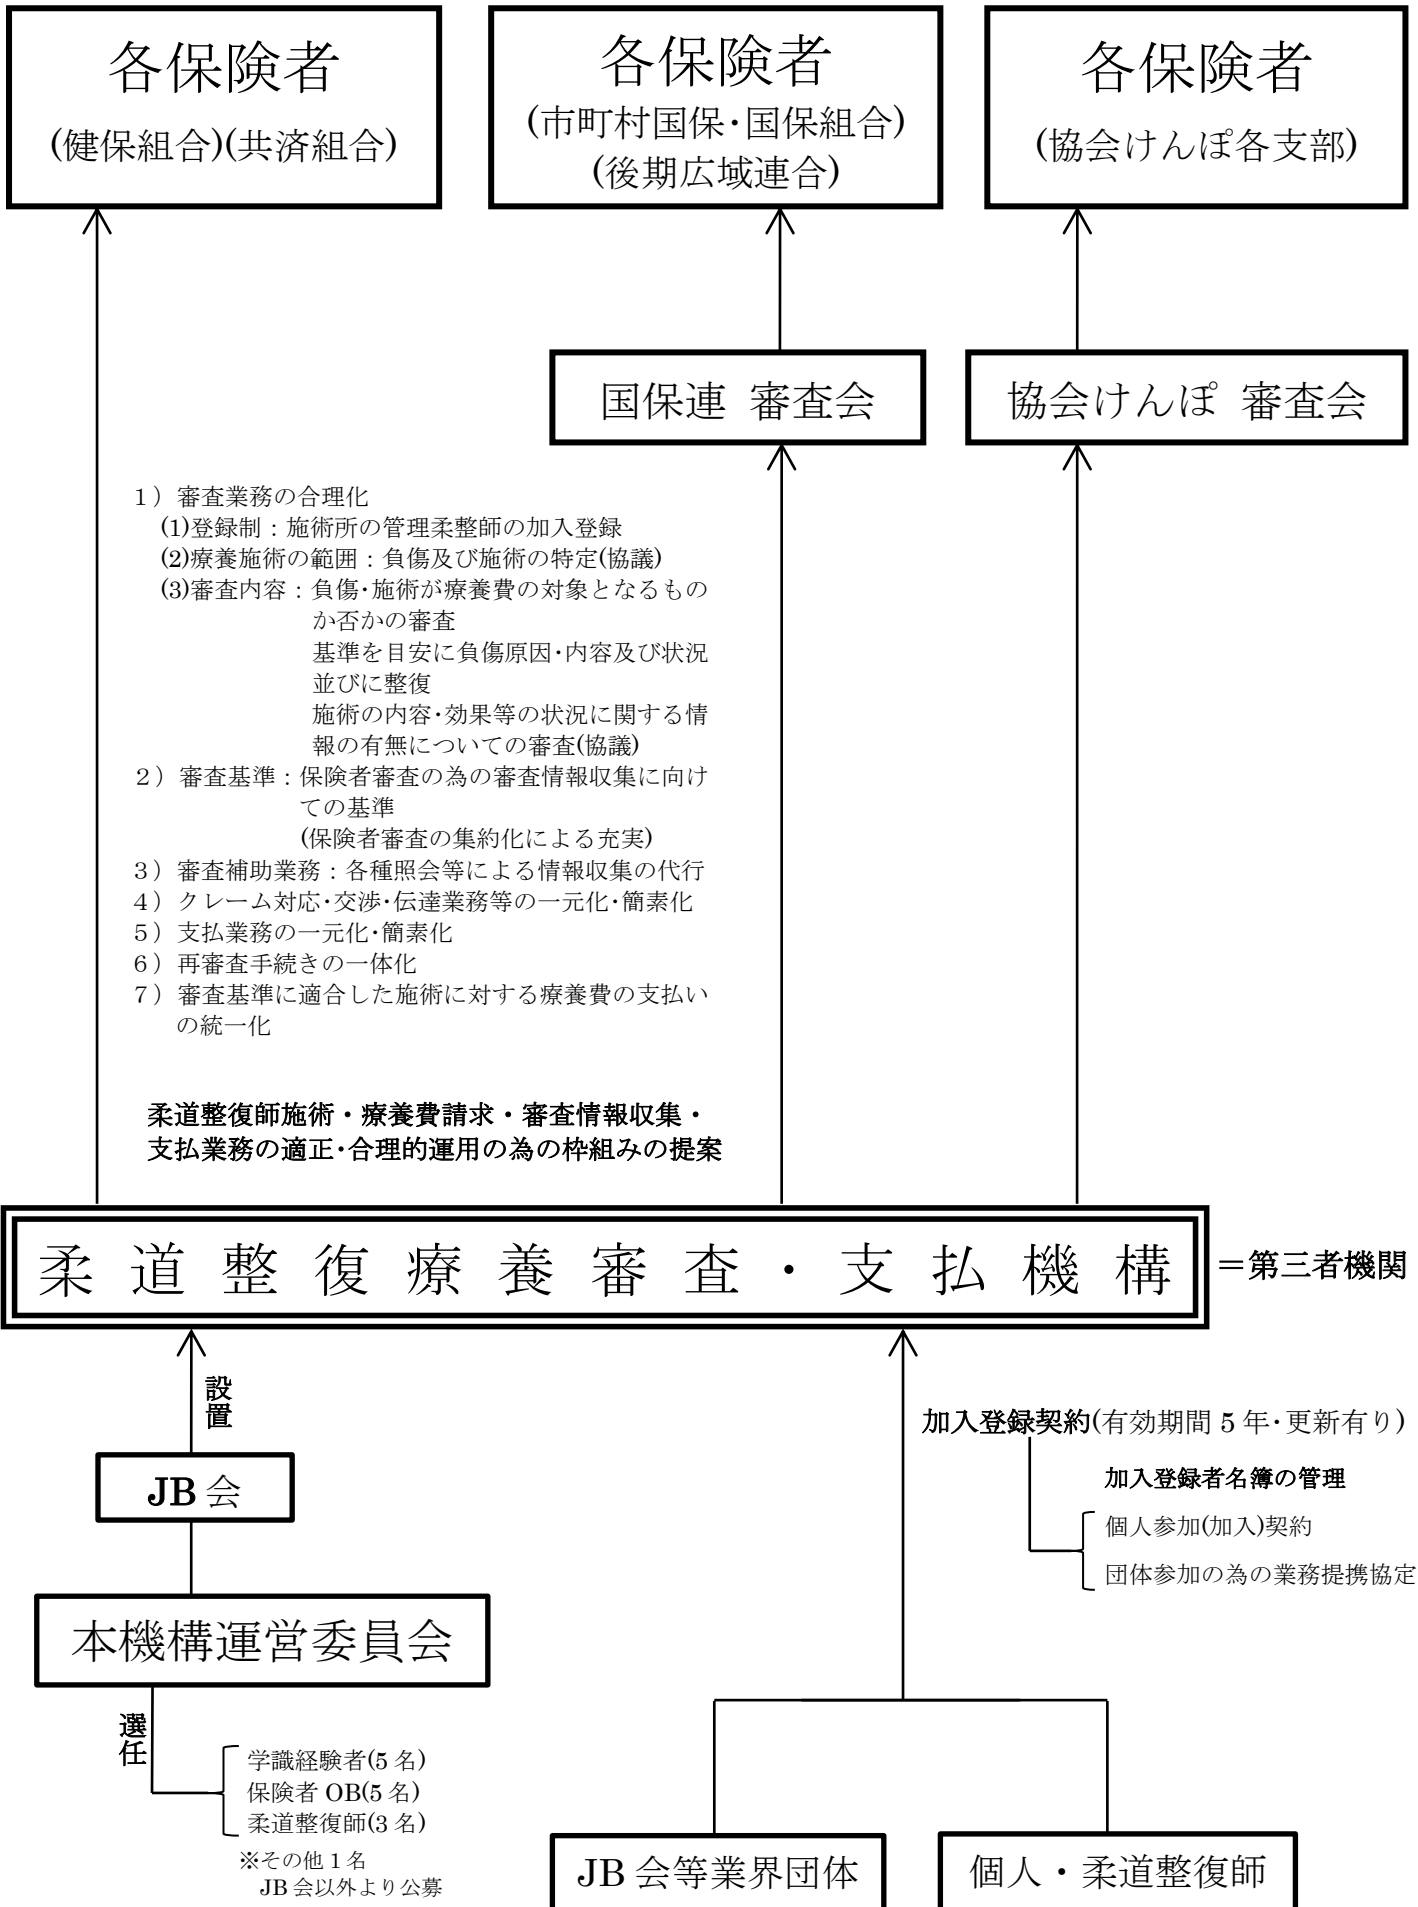 各保険者
(健保組合)(共済組合)
各保険者
(市町村国保･国保組合)
(後期広域連合)
各保険者
(協会けんぽ各支部)
国保連 審査会
協会けんぽ 審査会
１）審査業務の合理化
(1)登録制：施術所の管理柔整師の加入登録
(2)療養施術の範囲：負傷及び施術の特定(協議)
(3)審査内容：負傷･施術が療養費の対象となるもの
か否かの審査
基準を目安に負傷原因･内容及び状況
並びに整復
施術の内容･効果等の状況に関する情
報の有無についての審査(協議)
２）審査基準：保険者審査の為の審査情報収集に向け
ての基準
(保険者審査の集約化による充実)
３）審査補助業務：各種照会等による情報収集の代行
４）クレーム対応･交渉･伝達業務等の一元化･簡素化
５）支払業務の一元化･簡素化
６）再審査手続きの一体化
７）審査基準に適合した施術に対する療養費の支払い
の統一化
柔道整復師施術・療養費請求・審査情報収集・
支払業務の適正･合理的運用の為の枠組みの提案
柔道整復療養審査・支払機構
＝第三者機関
設置
JB会
本機構運営委員会
選任
学識経験者(5名)
保険者OB(5名)
柔道整復師(3名)
※その他1名
JB会以外より公募
加入登録契約(有効期間5年･更新有り)
加入登録者名簿の管理
個人参加(加入)契約
団体参加の為の業務提携協定
JB会等業界団体
個人・柔道整復師